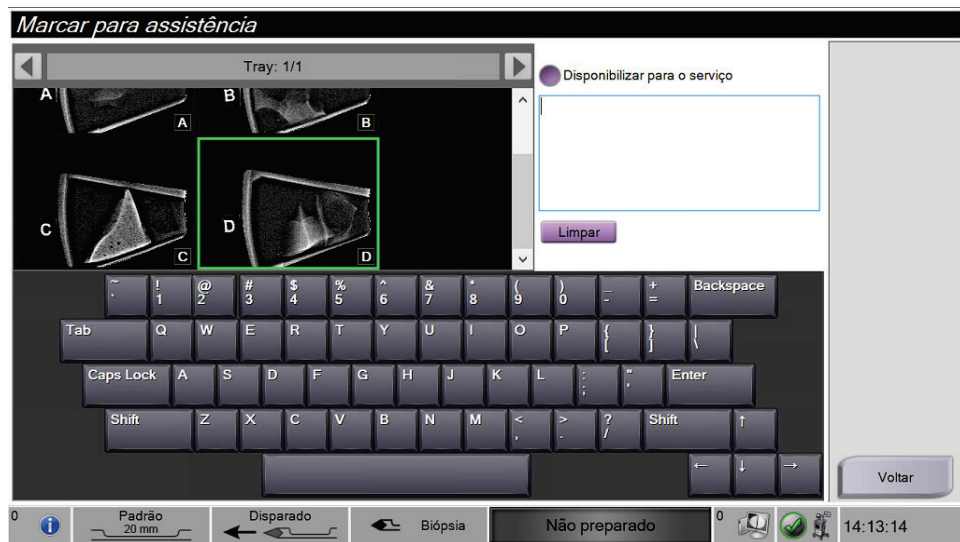 Marcar para assistência
Tray: 1/1
Disponibilizar para o serviço
A A B B
C C D D
Limpar
~ ` ! 1 @ 2 # 3 $ 4 % 5 ^ 6 & 7 * 8 ( 9 ) 0 _ - + = Backspace
Tab Q W E R T Y U I O P { [ } ] | \
Caps Lock A S D F G H J K L : ; " ' Enter
Shift Z X C V B N M < , > . ? / Shift ↑
← ↓ →
Voltar
0 i Padrão 20 mm Disparado Biópsia Não preparado 0 14:13:14